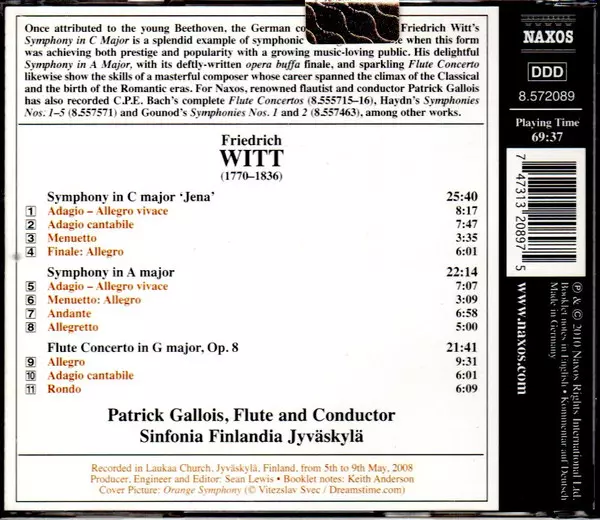 Once attributed to the young Beethoven, the German co Friedrich Witt's
Symphony in C Major is a splendid example of symphonic e when this form
was achieving both prestige and popularity with a growing music-loving public. His delightful
Symphony in A Major, with its deftly-written opera buffa finale, and sparkling Flute Concerto
likewise show the skills of a masterful composer whose career spanned the climax of the Classical
and the birth of the Romantic eras. For Naxos, renowned flautist and conductor Patrick Gallois
has also recorded C.P.E. Bach's complete Flute Concertos (8.555715–16), Haydn's Symphonies
Nos. 1–5 (8.557571) and Gounod's Symphonies Nos. 1 and 2 (8.557463), among other works.
Friedrich
WITT
(1770–1836)
Symphony in C major 'Jena' 25:40
1 Adagio – Allegro vivace 8:17
2 Adagio cantabile 7:47
3 Menuetto 3:35
4 Finale: Allegro 6:01
Symphony in A major 22:14
5 Adagio – Allegro vivace 7:07
6 Menuetto: Allegro 3:09
7 Andante 6:58
8 Allegretto 5:00
Flute Concerto in G major, Op. 8 21:41
9 Allegro 9:31
10 Adagio cantabile 6:01
11 Rondo 6:09
Patrick Gallois, Flute and Conductor
Sinfonia Finlandia Jyväskylä
Recorded in Laukaa Church, Jyväskylä, Finland, from 5th to 9th May, 2008
Producer, Engineer and Editor: Sean Lewis • Booklet notes: Keith Anderson
Cover Picture: Orange Symphony (© Vitezslav Svec / Dreamstime.com)
NAXOS
DDD
8.572089
Playing Time
69:37
7 47313 20897 5
www.naxos.com
℗ & © 2010 Naxos Rights International Ltd.
Booklet notes in English • Kommentar auf Deutsch
Made in Germany